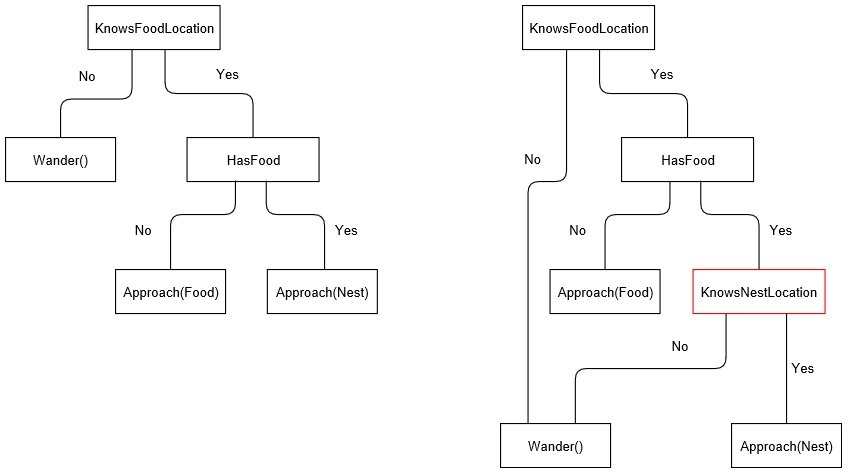 KnowsFoodLocation
No
Yes
Wander()
HasFood
No
Yes
Approach(Food)
Approach(Nest)
KnowsFoodLocation
Yes
No
HasFood
No
Yes
Approach(Food)
KnowsNestLocation
No
Yes
Wander()
Approach(Nest)